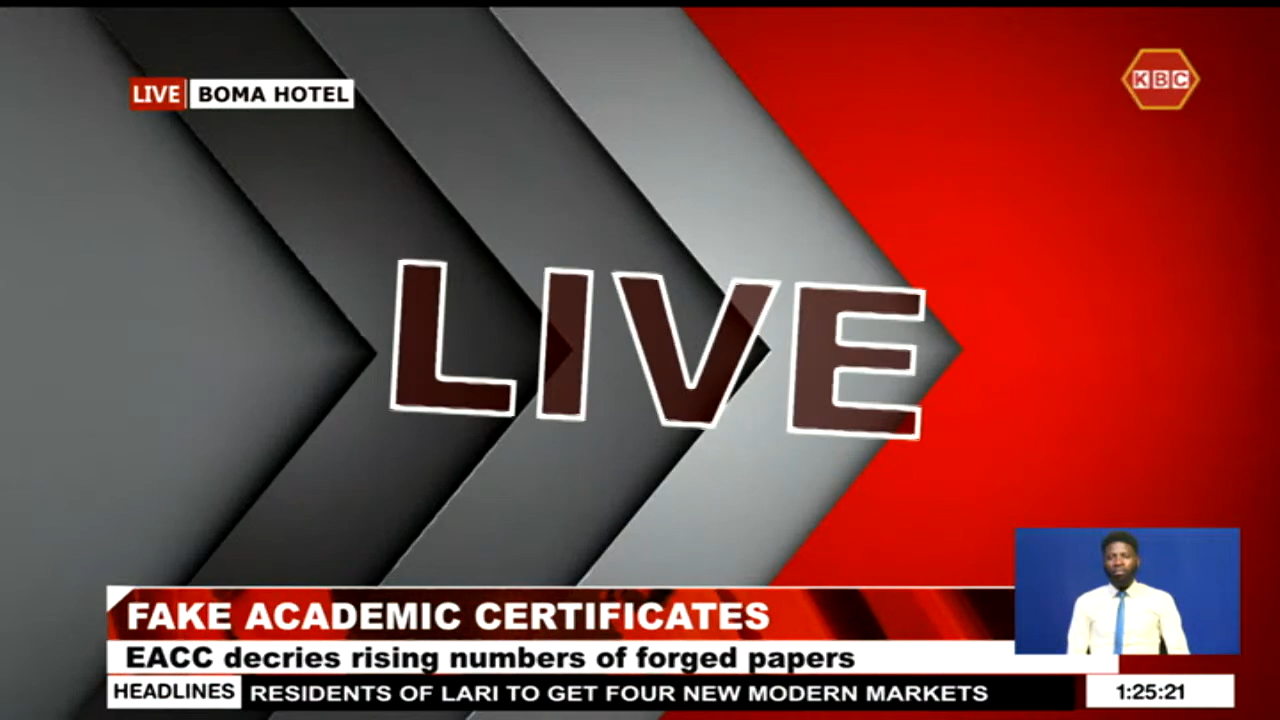 LIVE BOMA HOTEL
KBC
LIVE
FAKE ACADEMIC CERTIFICATES
EACC decries rising numbers of forged papers
HEADLINES RESIDENTS OF LARI TO GET FOUR NEW MODERN MARKETS
1:25:21